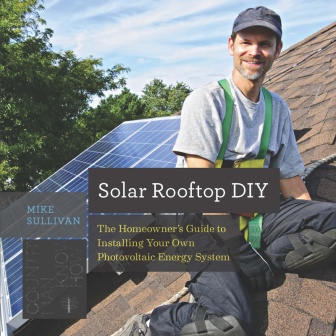 Solar Rooftop DIY
MIKE
SULLIVAN
The Homeowner's Guide to
Installing Your Own
Photovoltaic Energy System